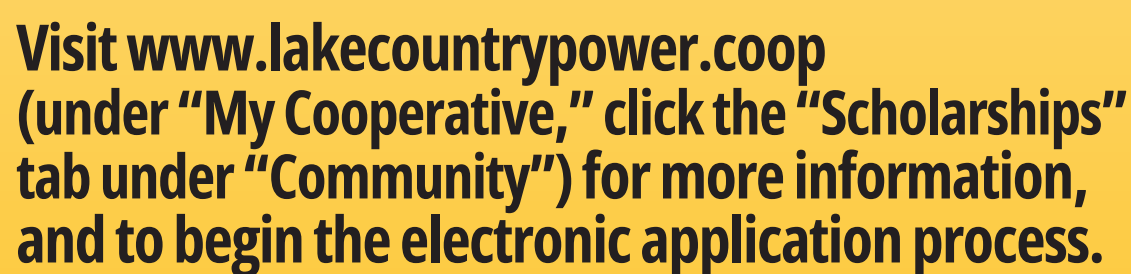 Visit www.lakecountrypower.coop
(under “My Cooperative,” click the “Scholarships”
tab under “Community”) for more information,
and to begin the electronic application process.